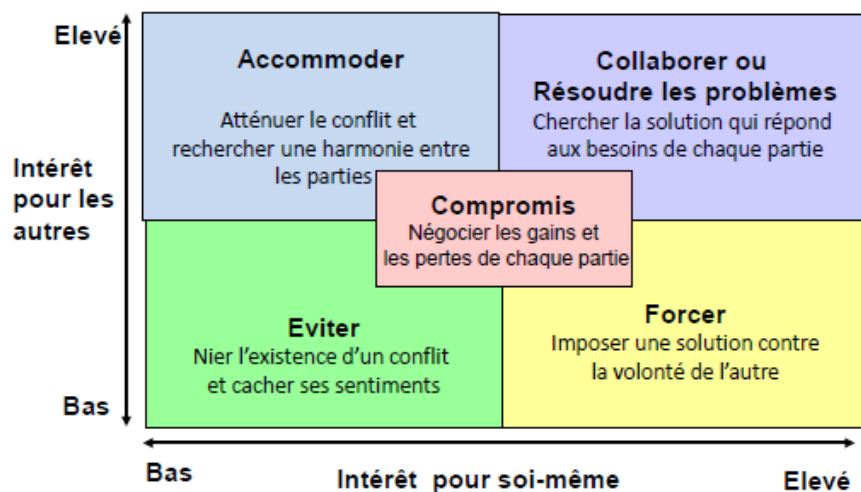 Elevé
Accommoder
Atténuer le conflit et
rechercher une harmonie entre
les parties
Collaborer ou
Résoudre les problèmes
Chercher la solution qui répond
aux besoins de chaque partie
Intérêt
pour les
autres
Compromis
Négocier les gains et
les pertes de chaque partie
Eviter
Nier l'existence d'un conflit
et cacher ses sentiments
Forcer
Imposer une solution contre
la volonté de l'autre
Bas
Bas
Intérêt pour soi-même
Elevé